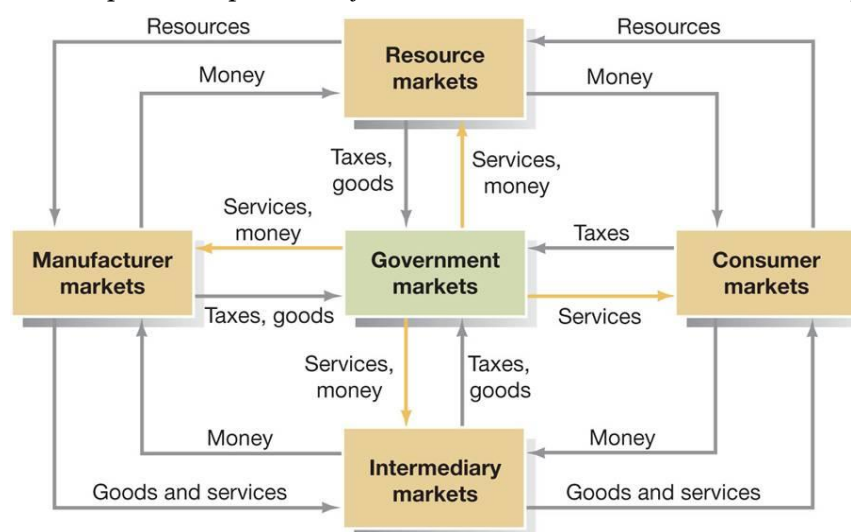 Resources
Resources
Resource
markets
Money
Money
Taxes,
goods
Services,
money
Services,
money
Taxes
Manufacturer
markets
Government
markets
Consumer
markets
Taxes, goods
Services
Services,
money
Taxes,
goods
Money
Money
Intermediary
markets
Goods and services
Goods and services